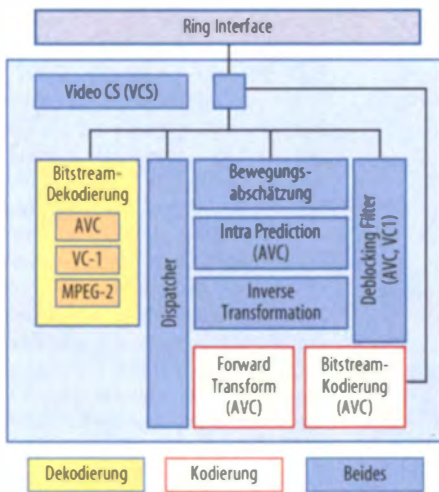 Ring Interface
Video CS (VCS)
Bitstream-
Dekodierung
AVC
VC-1
MPEG-2
Dispatcher
Bewegungs-
abschätzung
Intra Prediction
(AVC)
Inverse
Transformation
Deblocking Filter
(AVC, VC1)
Forward
Transform
(AVC)
Bitstream-
Kodierung
(AVC)
Dekodierung
Kodierung
Beides